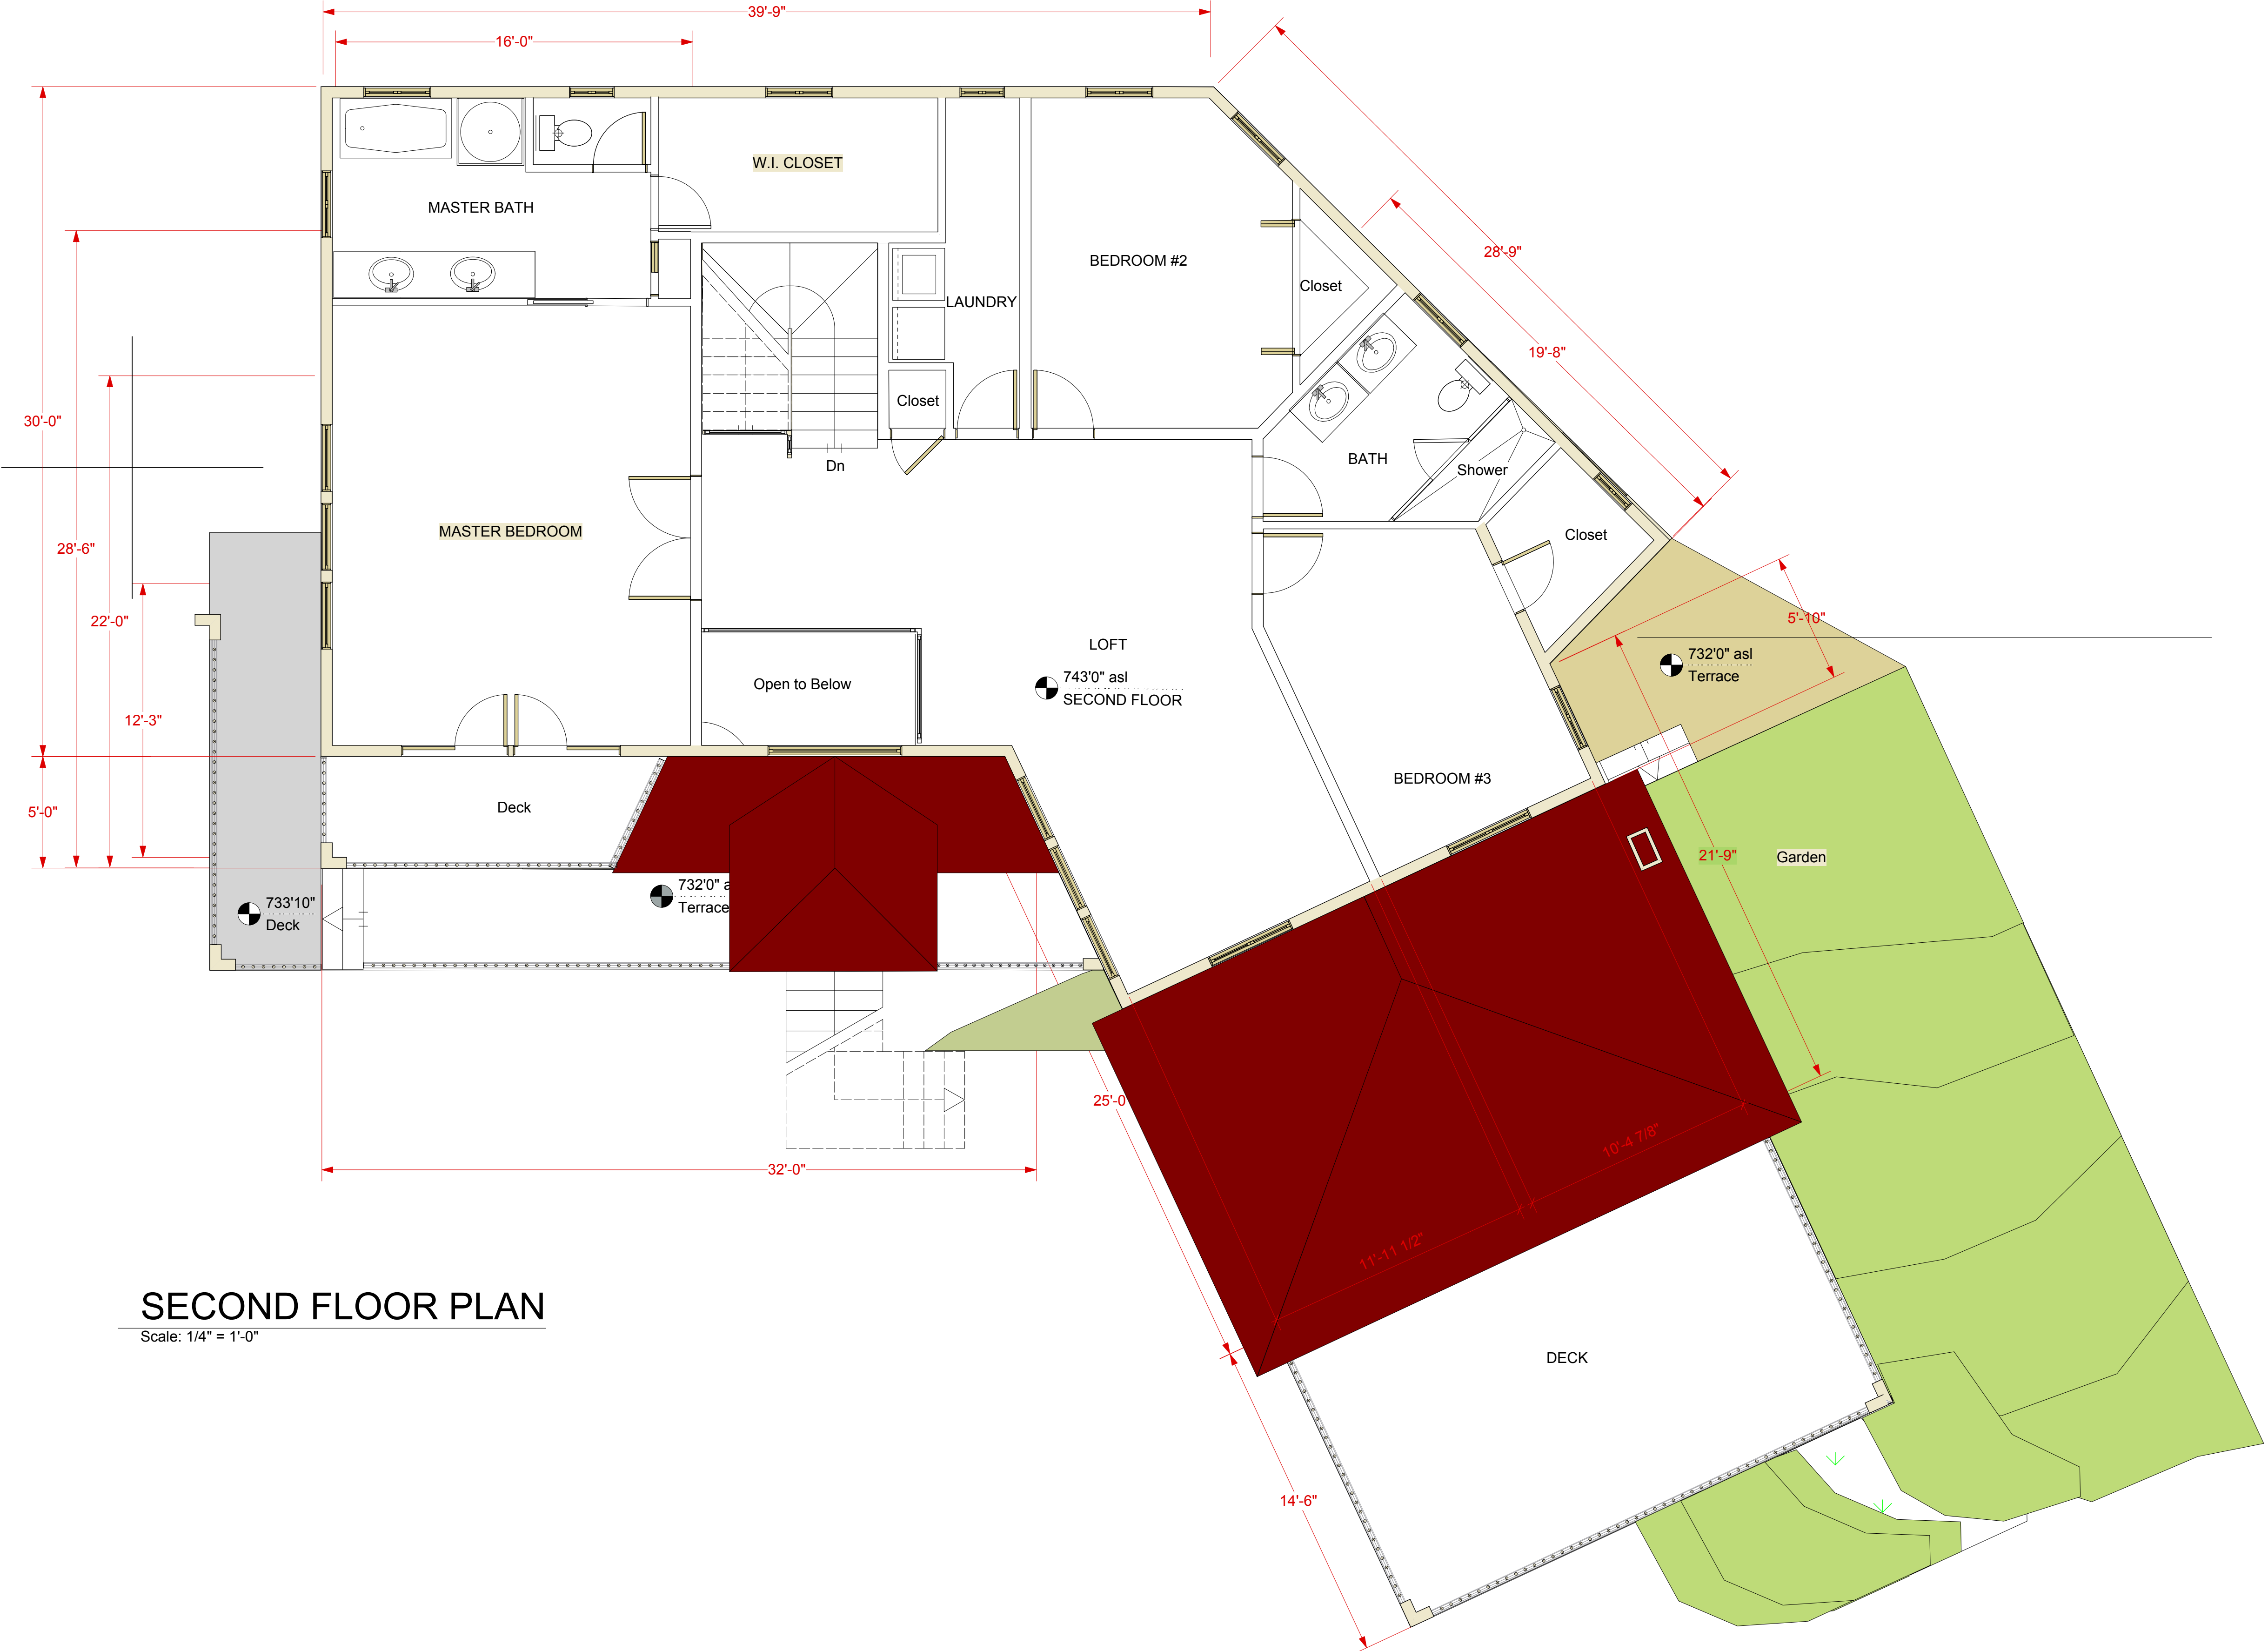 39'-9"
16'-0"
W.I. CLOSET
MASTER BATH
28'-9"
BEDROOM #2
Closet
LAUNDRY
19'-8"
Closet
30'-0"
BATH
Dn
Shower
MASTER BEDROOM
Closet
28'-6"
22'-0"
5'-10"
LOFT
732'0" asl
Terrace
743'0" asl
SECOND FLOOR
Open to Below
12'-3"
BEDROOM #3
Deck
5'-0"
21'-9"
Garden
732'0" a
Terrace
733'10"
Deck
25'-0
10'-4 7/8"
32'-0"
11'-11 1/2"
SECOND FLOOR PLAN
Scale: 1/4" = 1'-0"
DECK
14'-6"